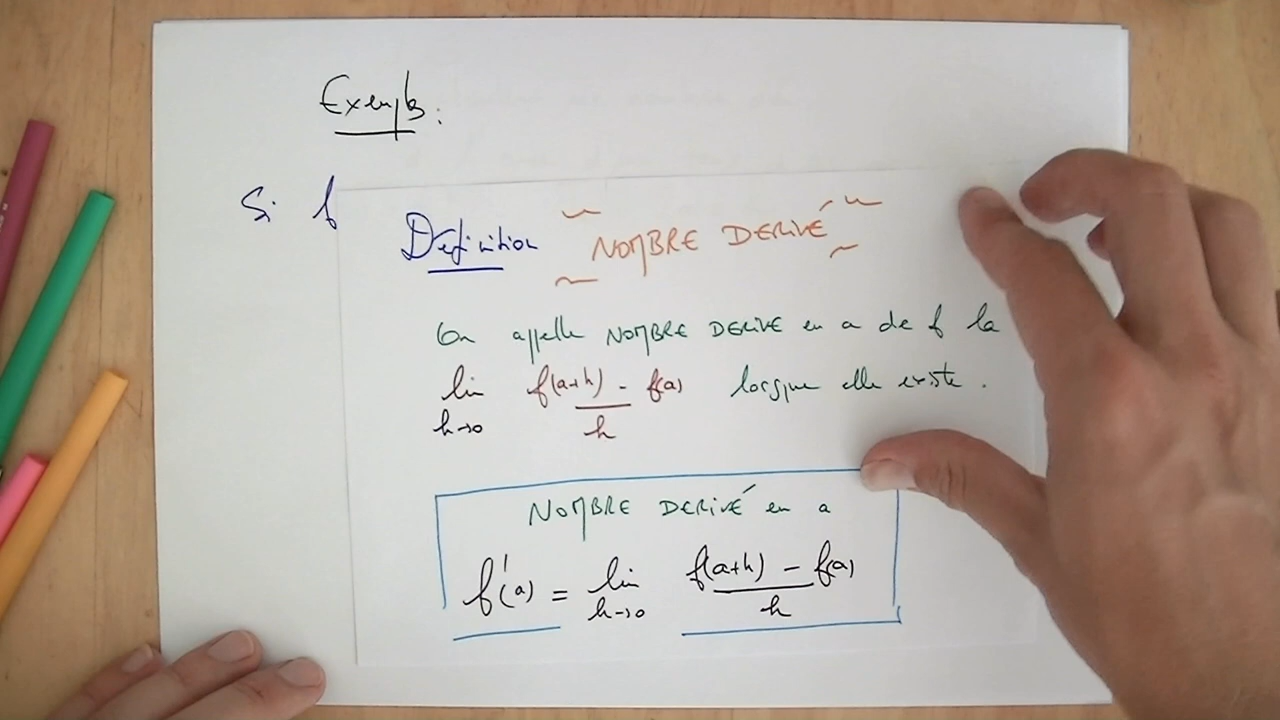 Exemple :
Si f
Définition NOMBRE DERIVÉ
On appelle NOMBRE DERIVE en a de f la
lim f(a+h) - f(a) lorsque elle existe.
h→0 h
NOMBRE DERIVÉ en a
f'(a) = lim f(a+h) - f(a)
h→0 h